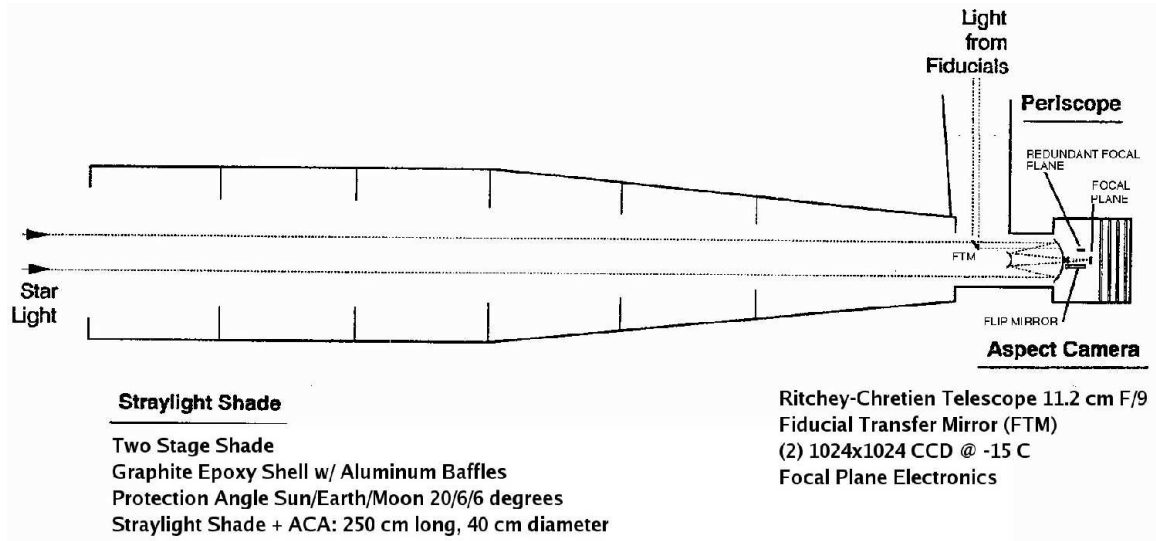 Light
from
Fiducials
Periscope
REDUNDANT FOCAL
PLANE
FOCAL
PLANE
FTM
Star
Light
FLIP MIRROR
Aspect Camera
Straylight Shade
Two Stage Shade
Graphite Epoxy Shell w/ Aluminum Baffles
Protection Angle Sun/Earth/Moon 20/6/6 degrees
Straylight Shade + ACA: 250 cm long, 40 cm diameter
Ritchey-Chretien Telescope 11.2 cm F/9
Fiducial Transfer Mirror (FTM)
(2) 1024x1024 CCD @ -15 C
Focal Plane Electronics